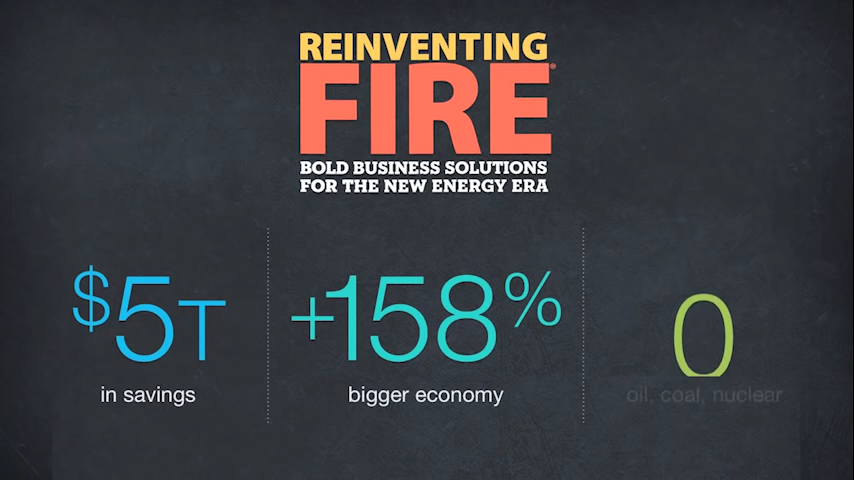 REINVENTING
FIRE®
BOLD BUSINESS SOLUTIONS
FOR THE NEW ENERGY ERA
$5T
in savings
+158%
bigger economy
0
oil, coal, nuclear